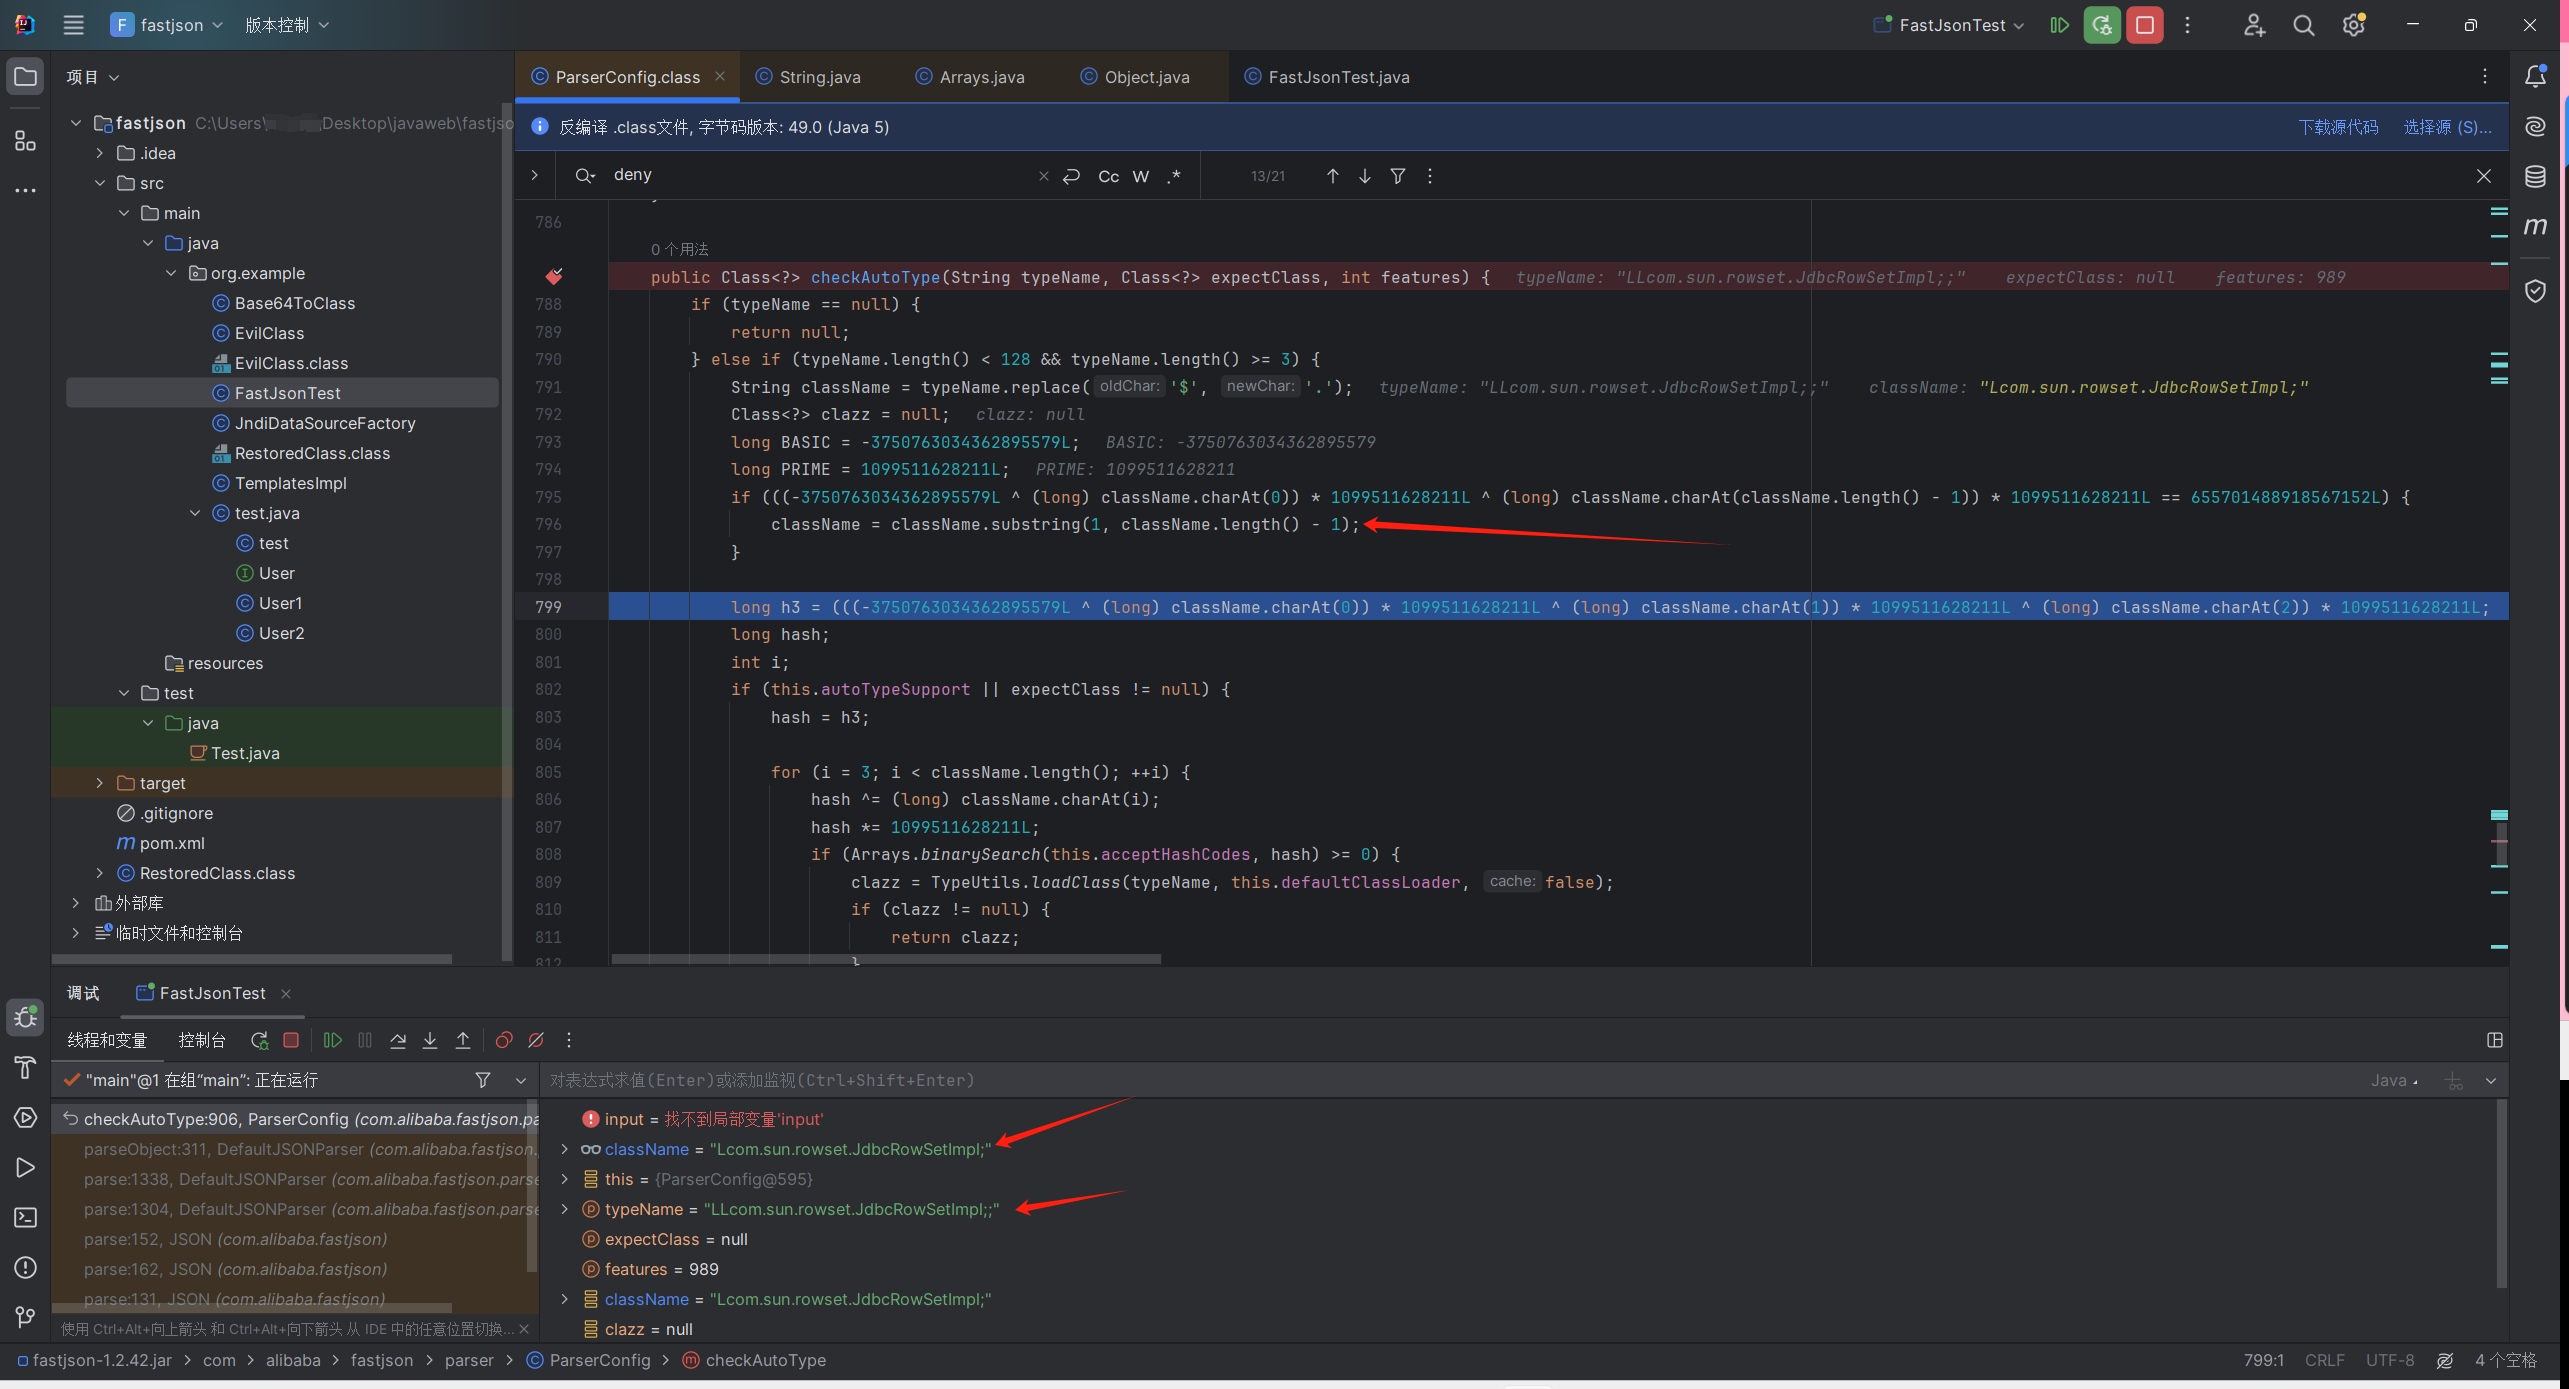 F fastjson 版本控制 FastJsonTest
项目
fastjson C:\Users\ \Desktop\javaweb\fastjso
.idea
src
main
java
org.example
Base64ToClass
EvilClass
EvilClass.class
FastJsonTest
JndiDataSourceFactory
RestoredClass.class
TemplatesImpl
test.java
test
User
User1
User2
resources
test
java
Test.java
target
.gitignore
pom.xml
RestoredClass.class
外部库
临时文件和控制台
ParserConfig.class String.java Arrays.java Object.java FastJsonTest.java
反编译 .class文件, 字节码版本: 49.0 (Java 5) 下载源代码 选择源 (S)...
deny Cc W .* 13/21
786
0 个用法
public Class<?> checkAutoType(String typeName, Class<?> expectClass, int features) { typeName: "LLcom.sun.rowset.JdbcRowSetImpl;;" expectClass: null features: 989
788 if (typeName == null) {
789 return null;
790 } else if (typeName.length() < 128 && typeName.length() >= 3) {
791 String className = typeName.replace( oldChar: '$', newChar: '.'); typeName: "LLcom.sun.rowset.JdbcRowSetImpl;;" className: "Lcom.sun.rowset.JdbcRowSetImpl;"
792 Class<?> clazz = null; clazz: null
793 long BASIC = -3750763034362895579L; BASIC: -3750763034362895579
794 long PRIME = 1099511628211L; PRIME: 1099511628211
795 if (((-3750763034362895579L ^ (long) className.charAt(0)) * 1099511628211L ^ (long) className.charAt(className.length() - 1)) * 1099511628211L == 655701488918567152L) {
796 className = className.substring(1, className.length() - 1);
797 }
798
799 long h3 = (((-3750763034362895579L ^ (long) className.charAt(0)) * 1099511628211L ^ (long) className.charAt(1)) * 1099511628211L ^ (long) className.charAt(2)) * 1099511628211L;
800 long hash;
801 int i;
802 if (this.autoTypeSupport || expectClass != null) {
803 hash = h3;
804
805 for (i = 3; i < className.length(); ++i) {
806 hash ^= (long) className.charAt(i);
807 hash *= 1099511628211L;
808 if (Arrays.binarySearch(this.acceptHashCodes, hash) >= 0) {
809 clazz = TypeUtils.loadClass(typeName, this.defaultClassLoader, cache: false);
810 if (clazz != null) {
811 return clazz;
812 }
调试 FastJsonTest
线程和变量 控制台
"main"@1 在组“main”: 正在运行
checkAutoType:906, ParserConfig (com.alibaba.fastjson.pa
parseObject:311, DefaultJSONParser (com.alibaba.fastjson.
parse:1338, DefaultJSONParser (com.alibaba.fastjson.parse
parse:1304, DefaultJSONParser (com.alibaba.fastjson.parse
parse:152, JSON (com.alibaba.fastjson)
parse:162, JSON (com.alibaba.fastjson)
parse:131, JSON (com.alibaba.fastjson)
使用 Ctrl+Alt+向上箭头 和 Ctrl+Alt+向下箭头 从 IDE 中的任意位置切换...
对表达式求值(Enter)或添加监视(Ctrl+Shift+Enter) Java
input = 找不到局部变量'input'
className = "Lcom.sun.rowset.JdbcRowSetImpl;"
this = {ParserConfig@595}
typeName = "LLcom.sun.rowset.JdbcRowSetImpl;;"
expectClass = null
features = 989
className = "Lcom.sun.rowset.JdbcRowSetImpl;"
clazz = null
fastjson-1.2.42.jar > com > alibaba > fastjson > parser > ParserConfig > checkAutoType 799:1 CRLF UTF-8 4 个空格